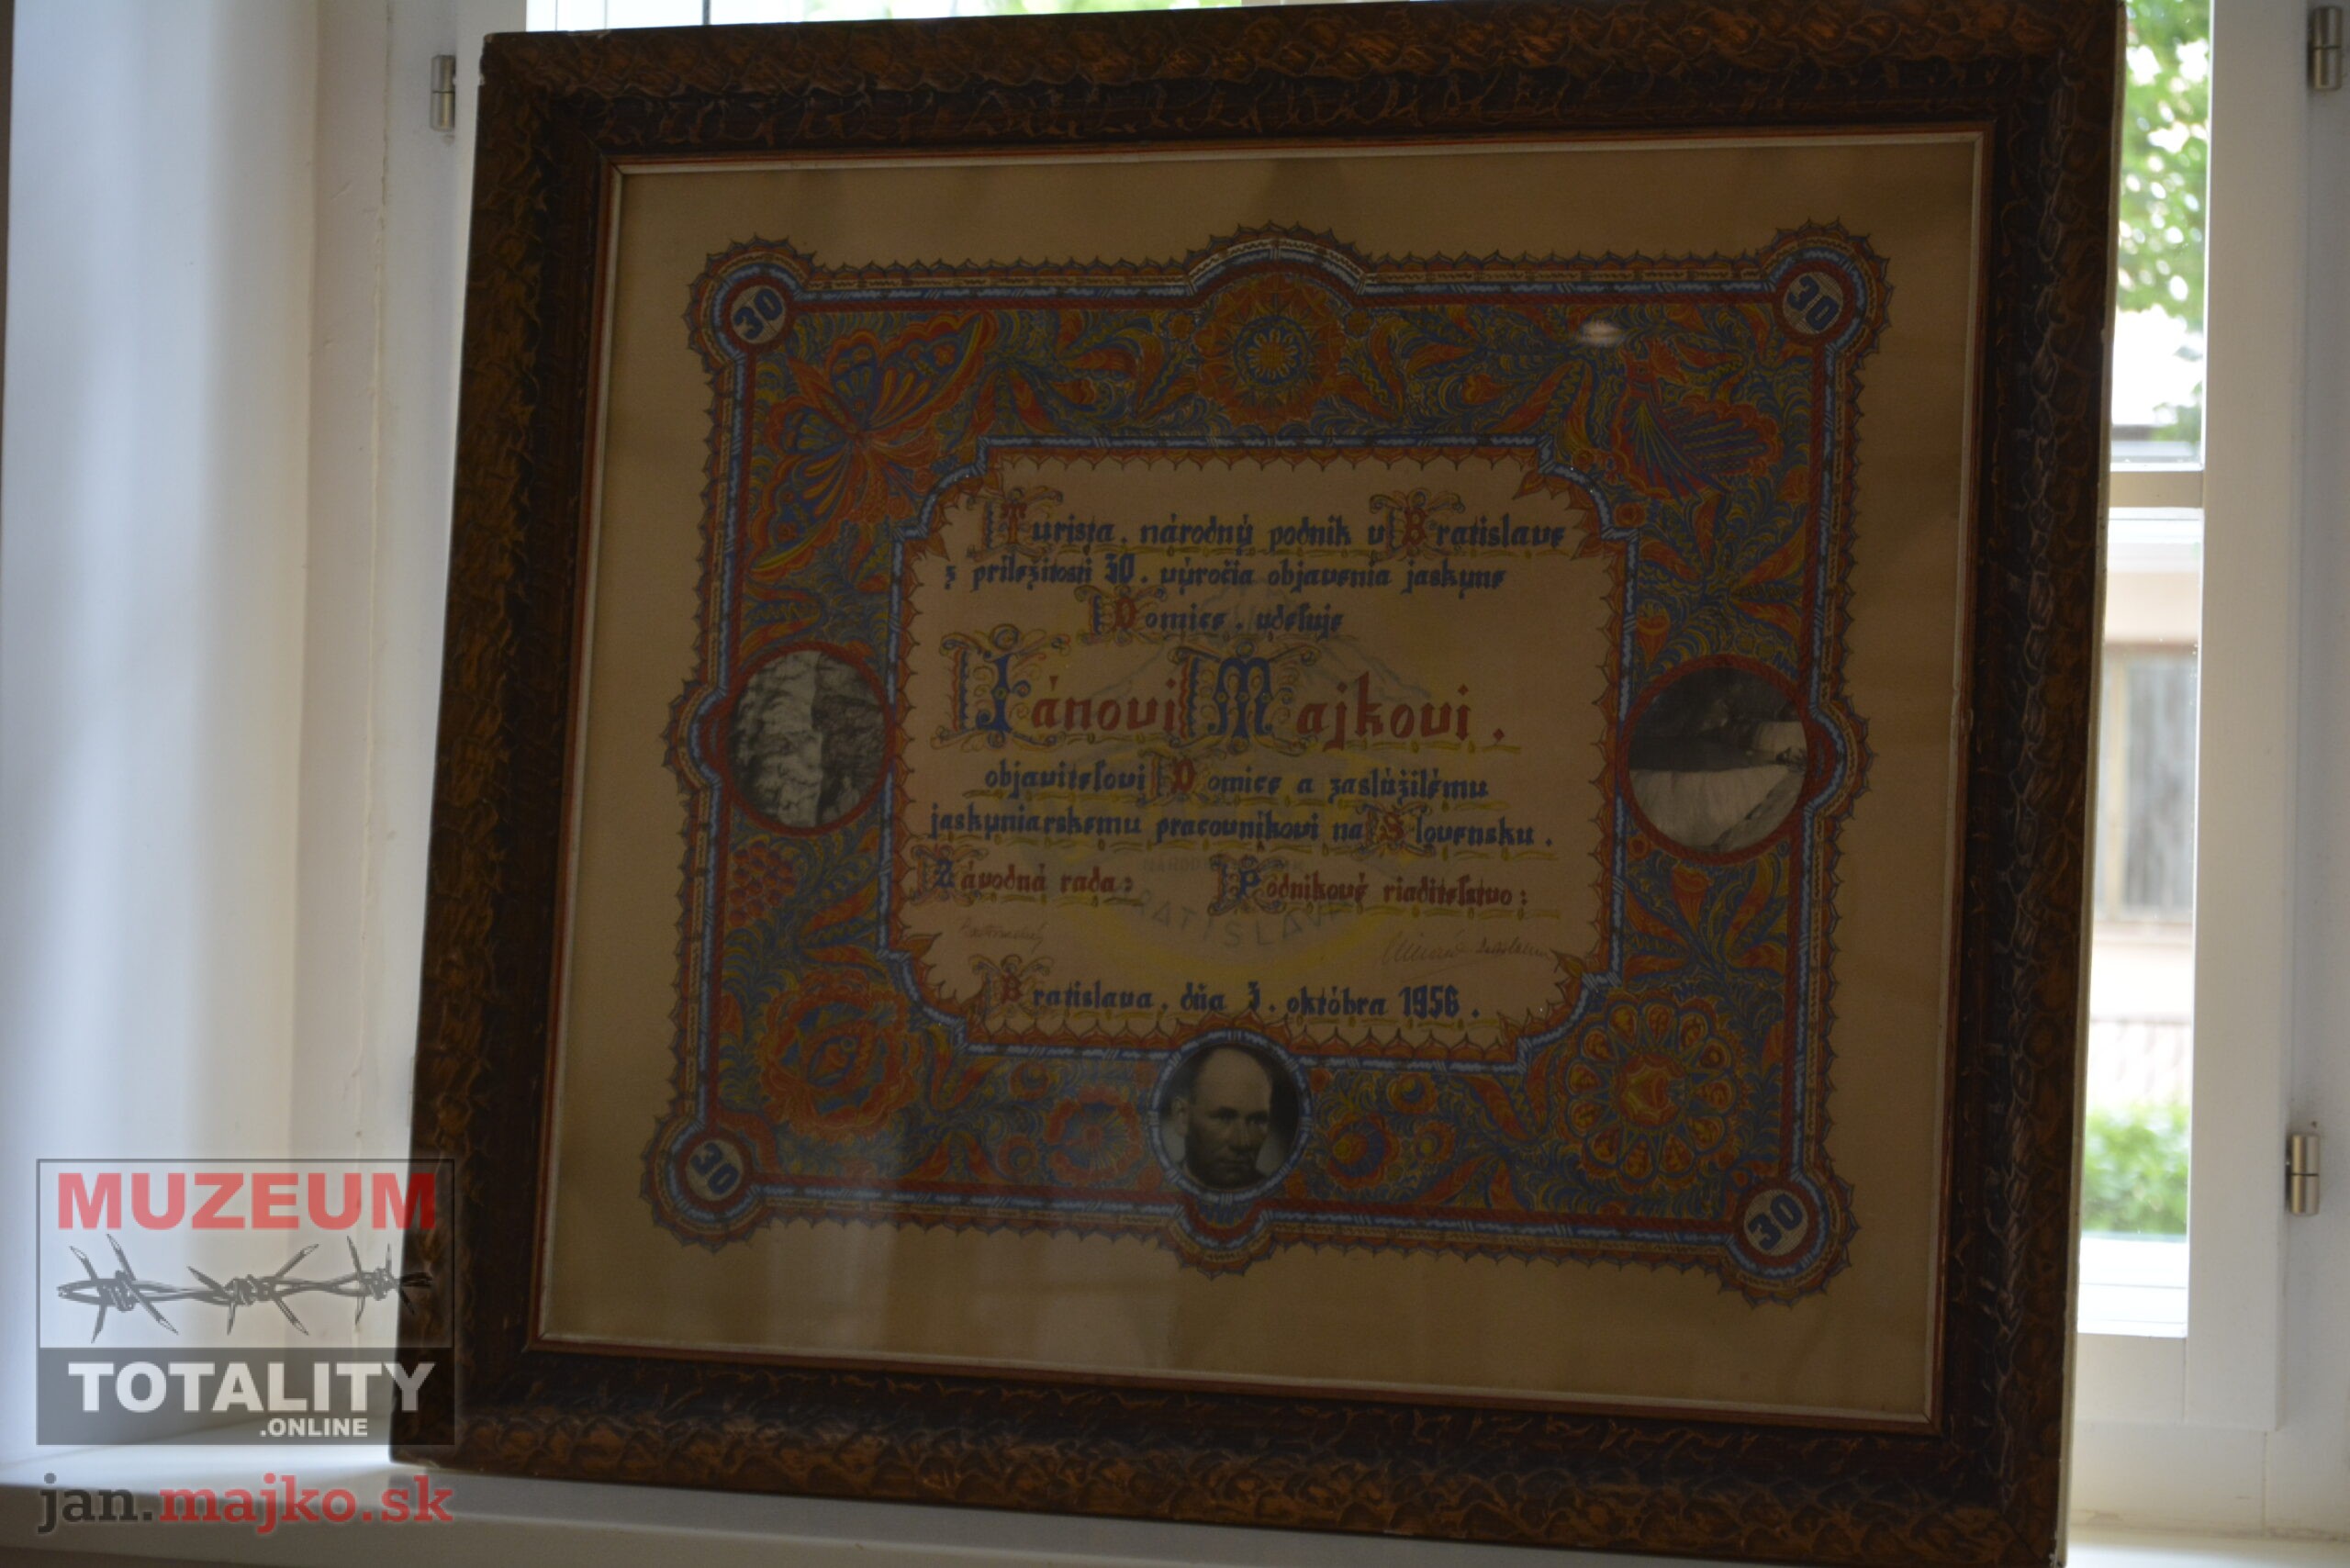 30
30
Turista, národný podnik v Bratislave
z príležitosti 30. výročia objavenia jaskyne
Domice, udeľuje
Jánovi Majkovi,
objaviteľovi Domice a zaslúžilému
jaskyniarskemu pracovníkovi na Slovensku.
Závodná rada: Podnikové riaditeľstvo:
BRATISLAVA
Bratislava, dňa 3. októbra 1956.
30
30
MUZEUM
TOTALITY
.ONLINE
jan.majko.sk